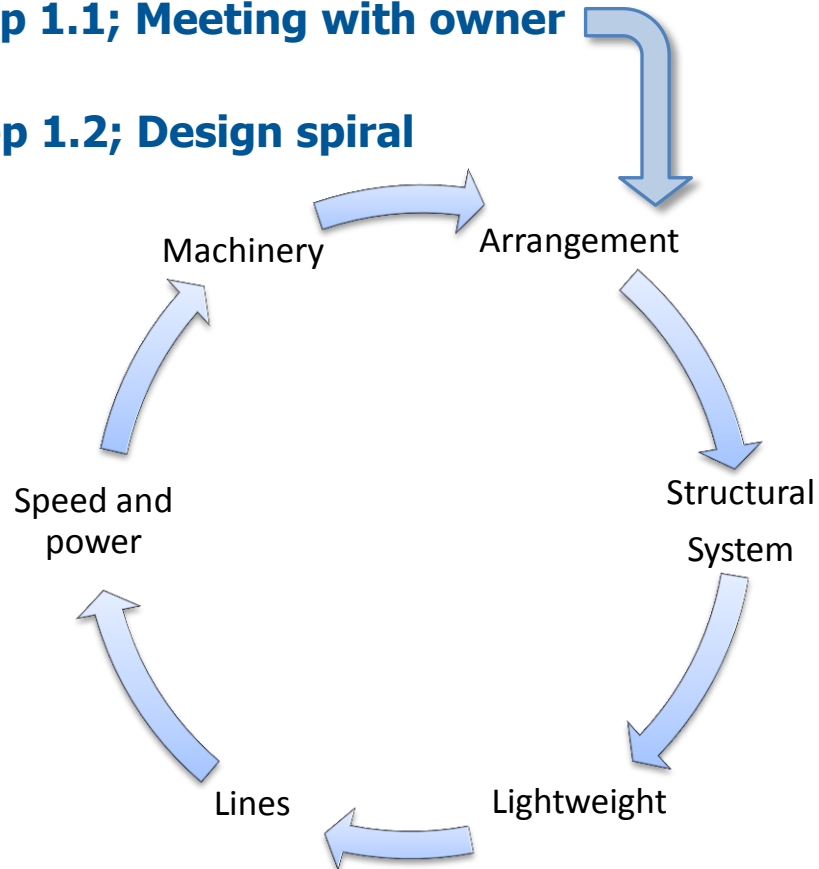 p 1.1; Meeting with owner
p 1.2; Design spiral
Machinery
Arrangement
Speed and
power
Structural
System
Lines
Lightweight